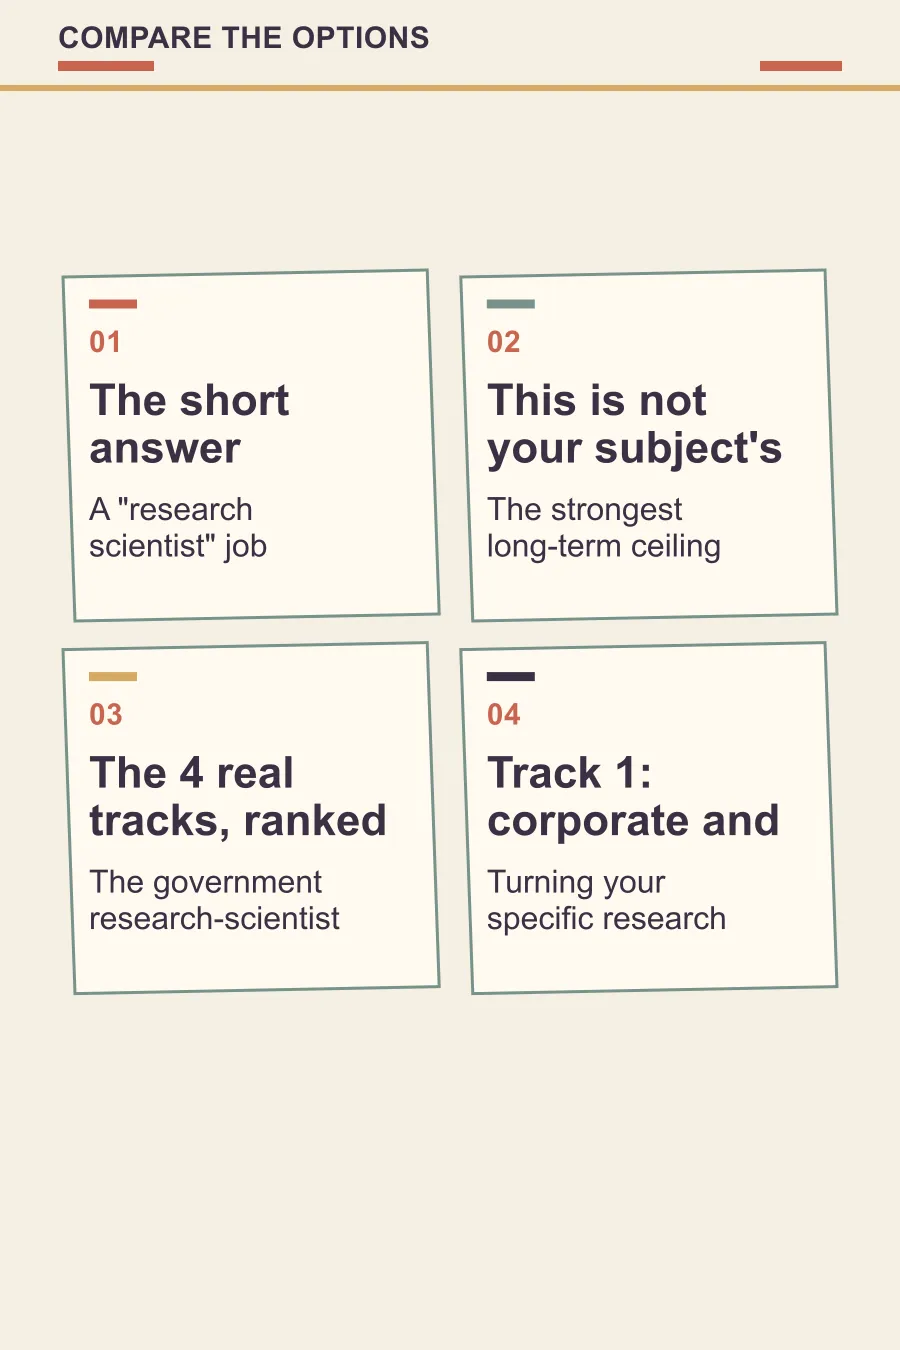 COMPARE THE OPTIONS
01
The short
answer
A "research
scientist" job
02
This is not
your subject's
The strongest
long-term ceiling
03
The 4 real
tracks, ranked
The government
research-scientist
04
Track 1:
corporate and
Turning your
specific research